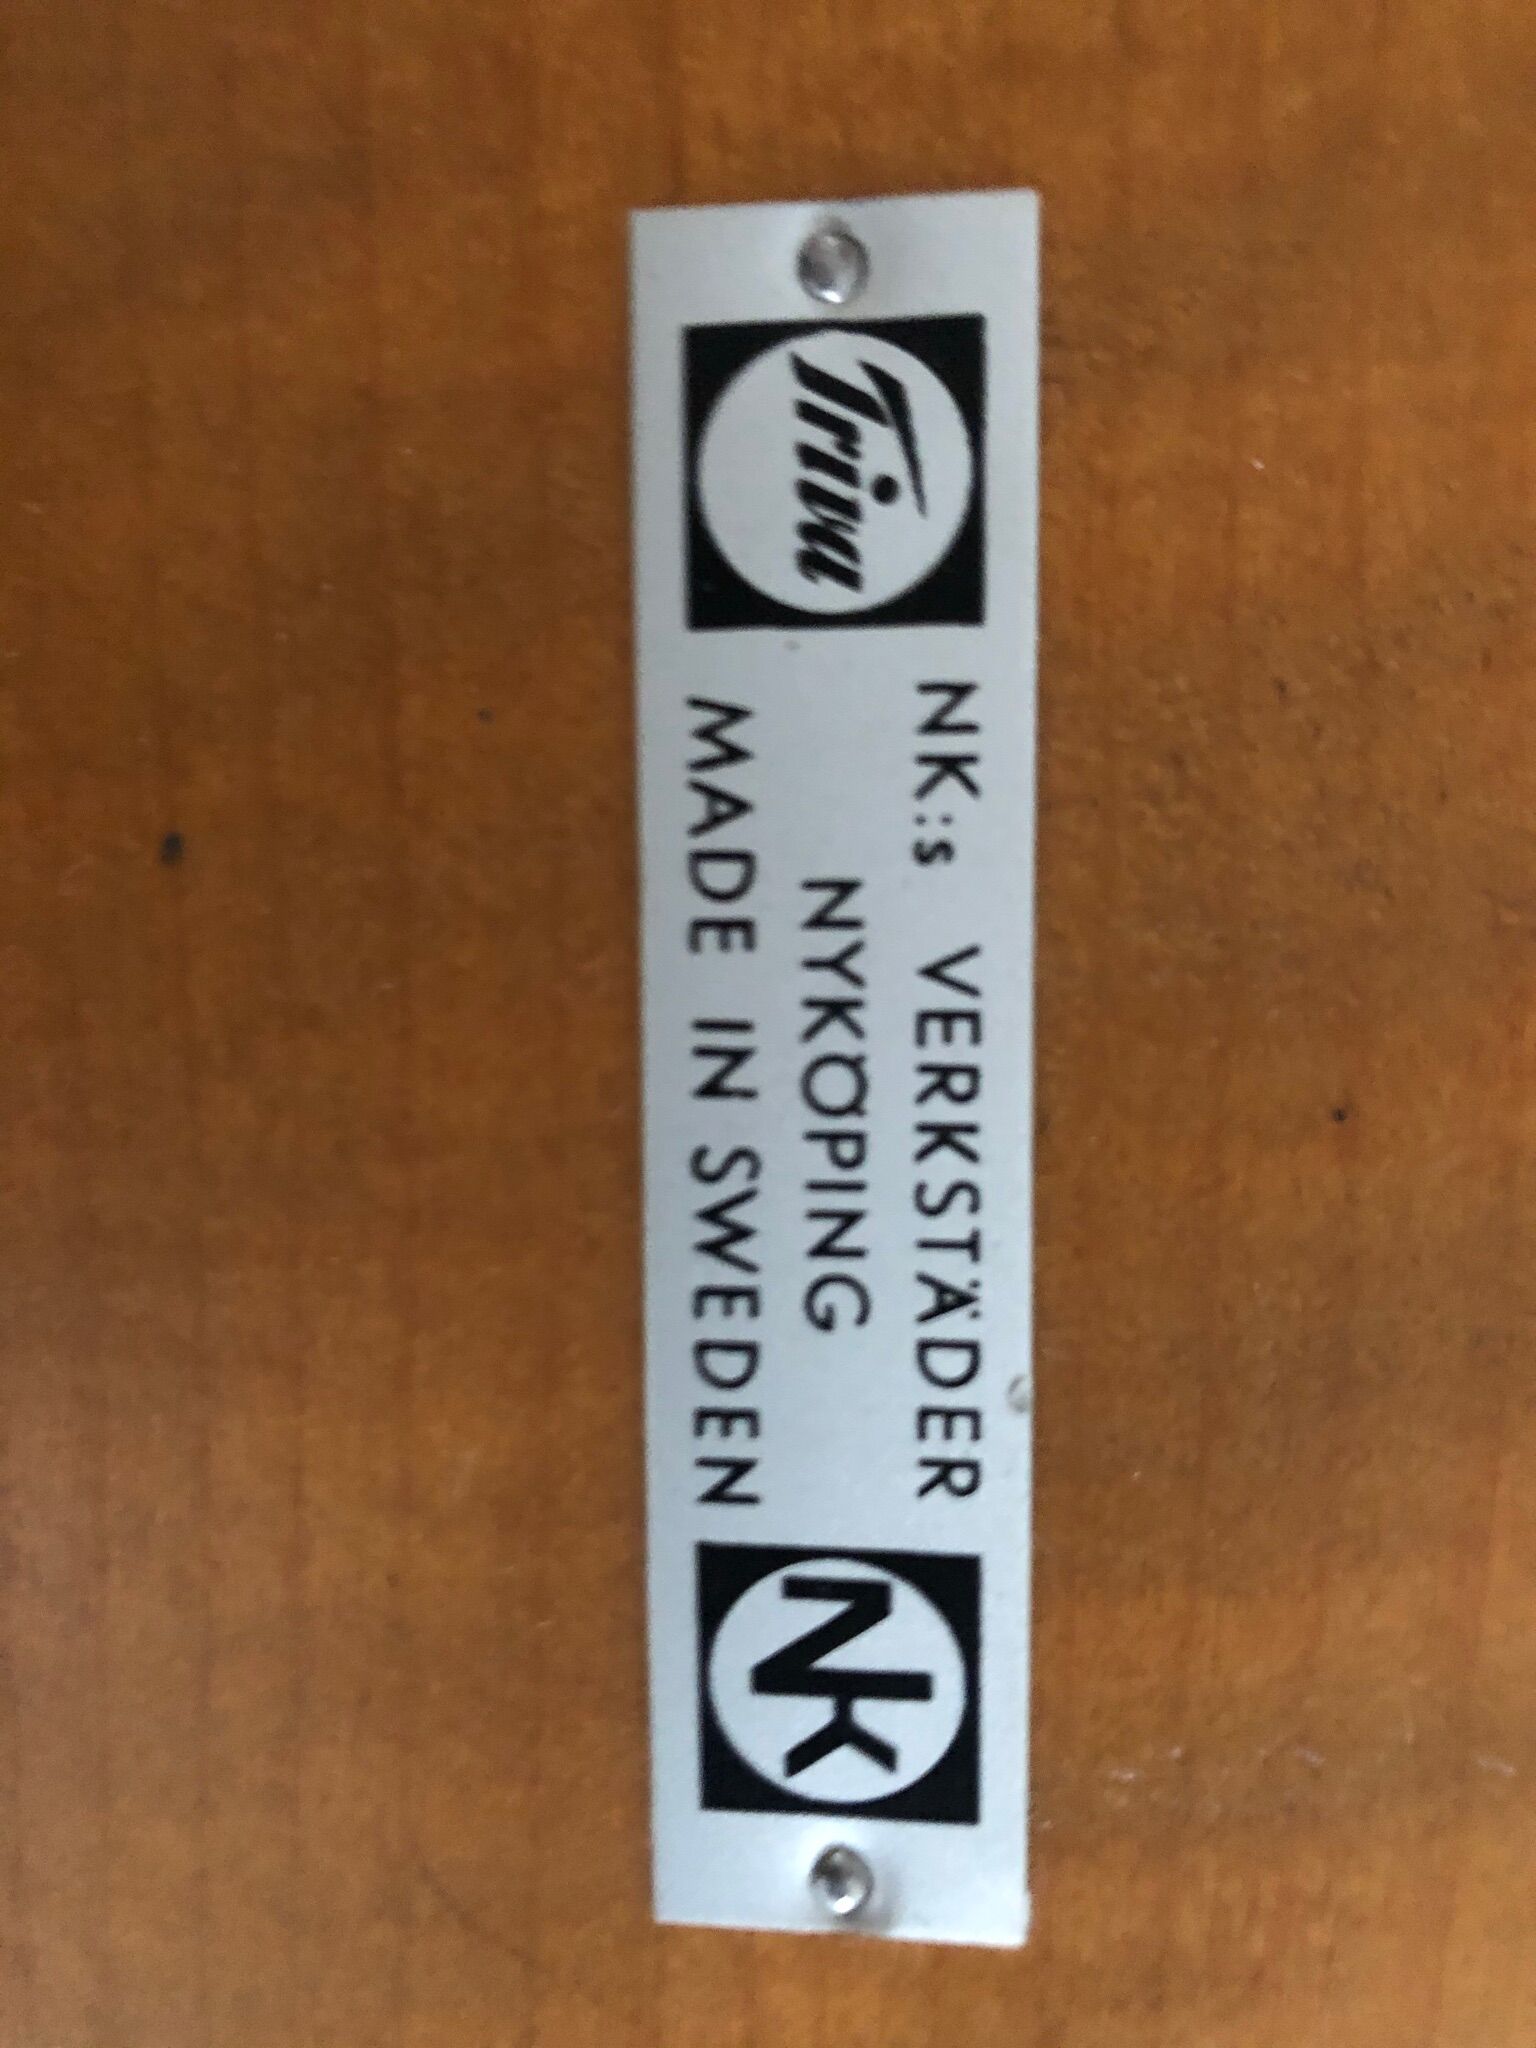 Triva
NK:s VERKSTÄDER
NYKÖPING
MADE IN SWEDEN
NK